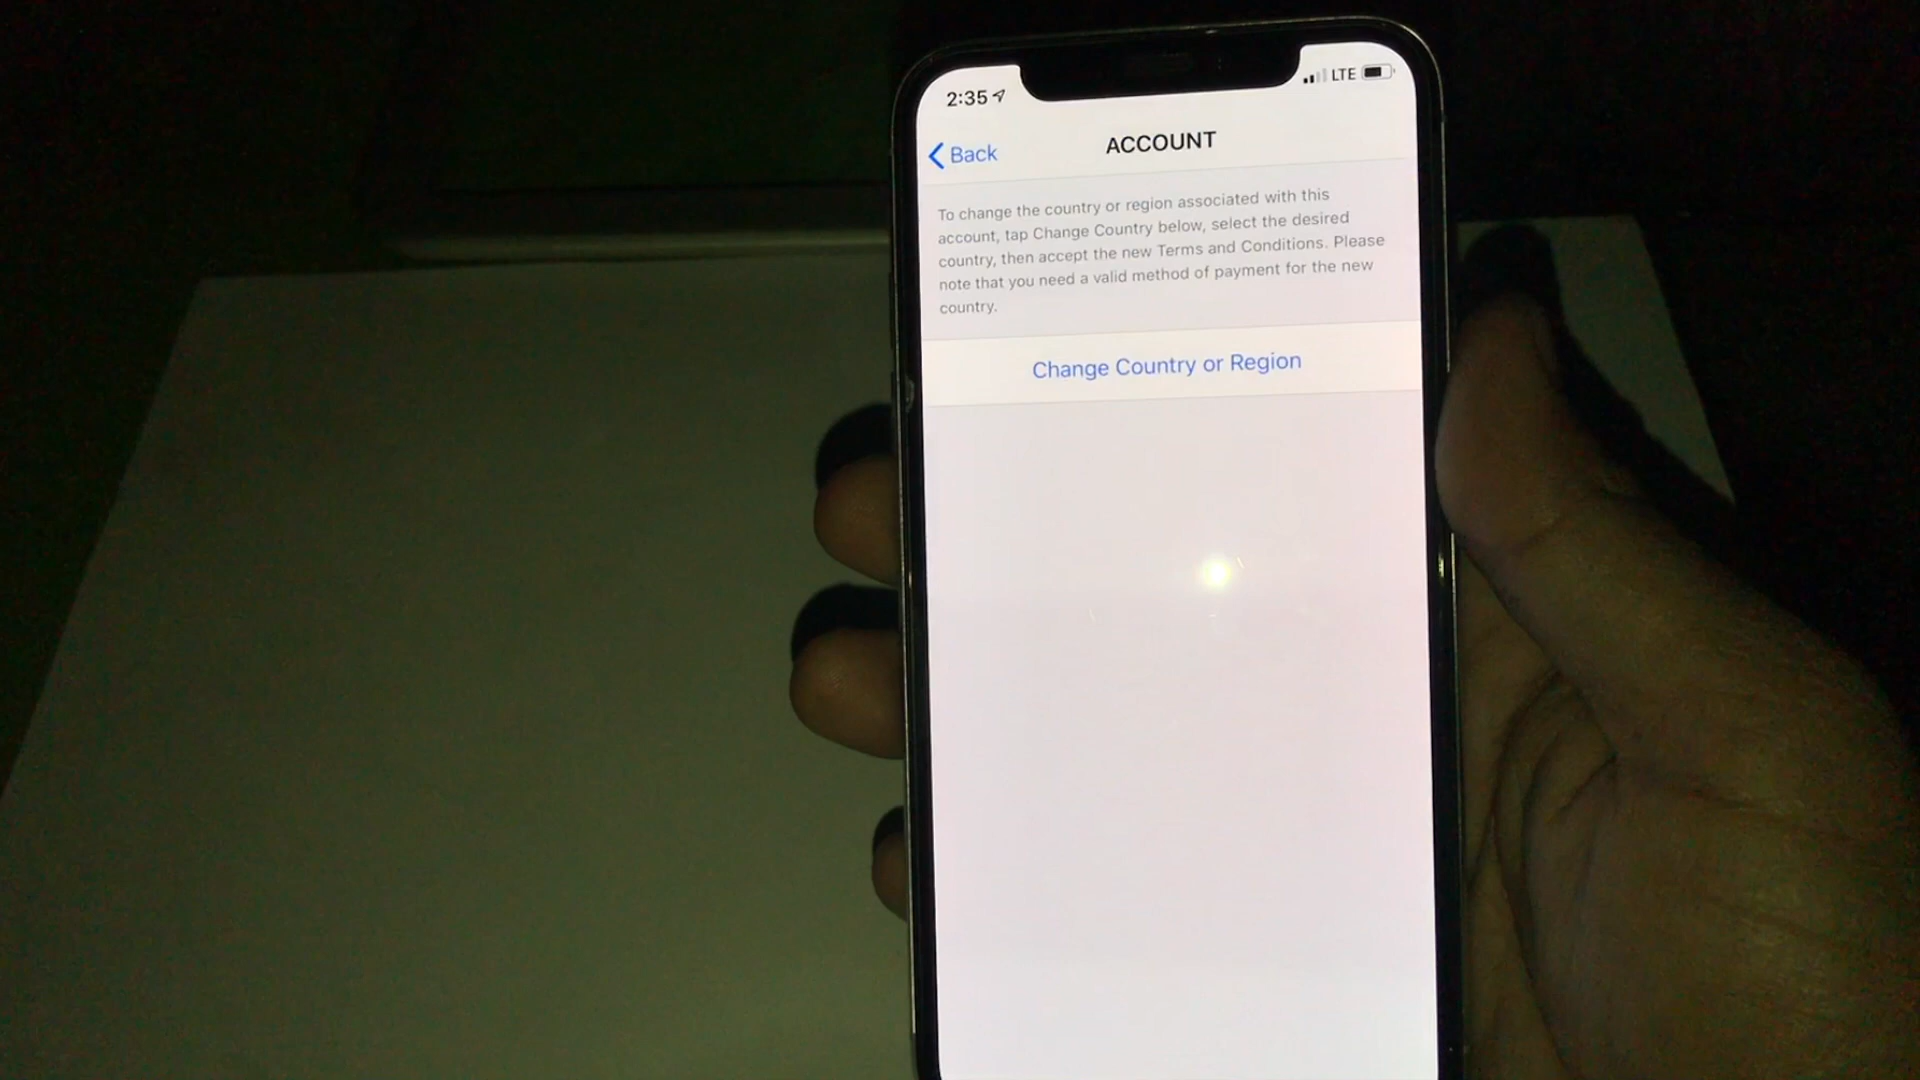 2:35
LTE
Back
ACCOUNT
To change the country or region associated with this
account, tap Change Country below, select the desired
country, then accept the new Terms and Conditions. Please
note that you need a valid method of payment for the new
country.
Change Country or Region